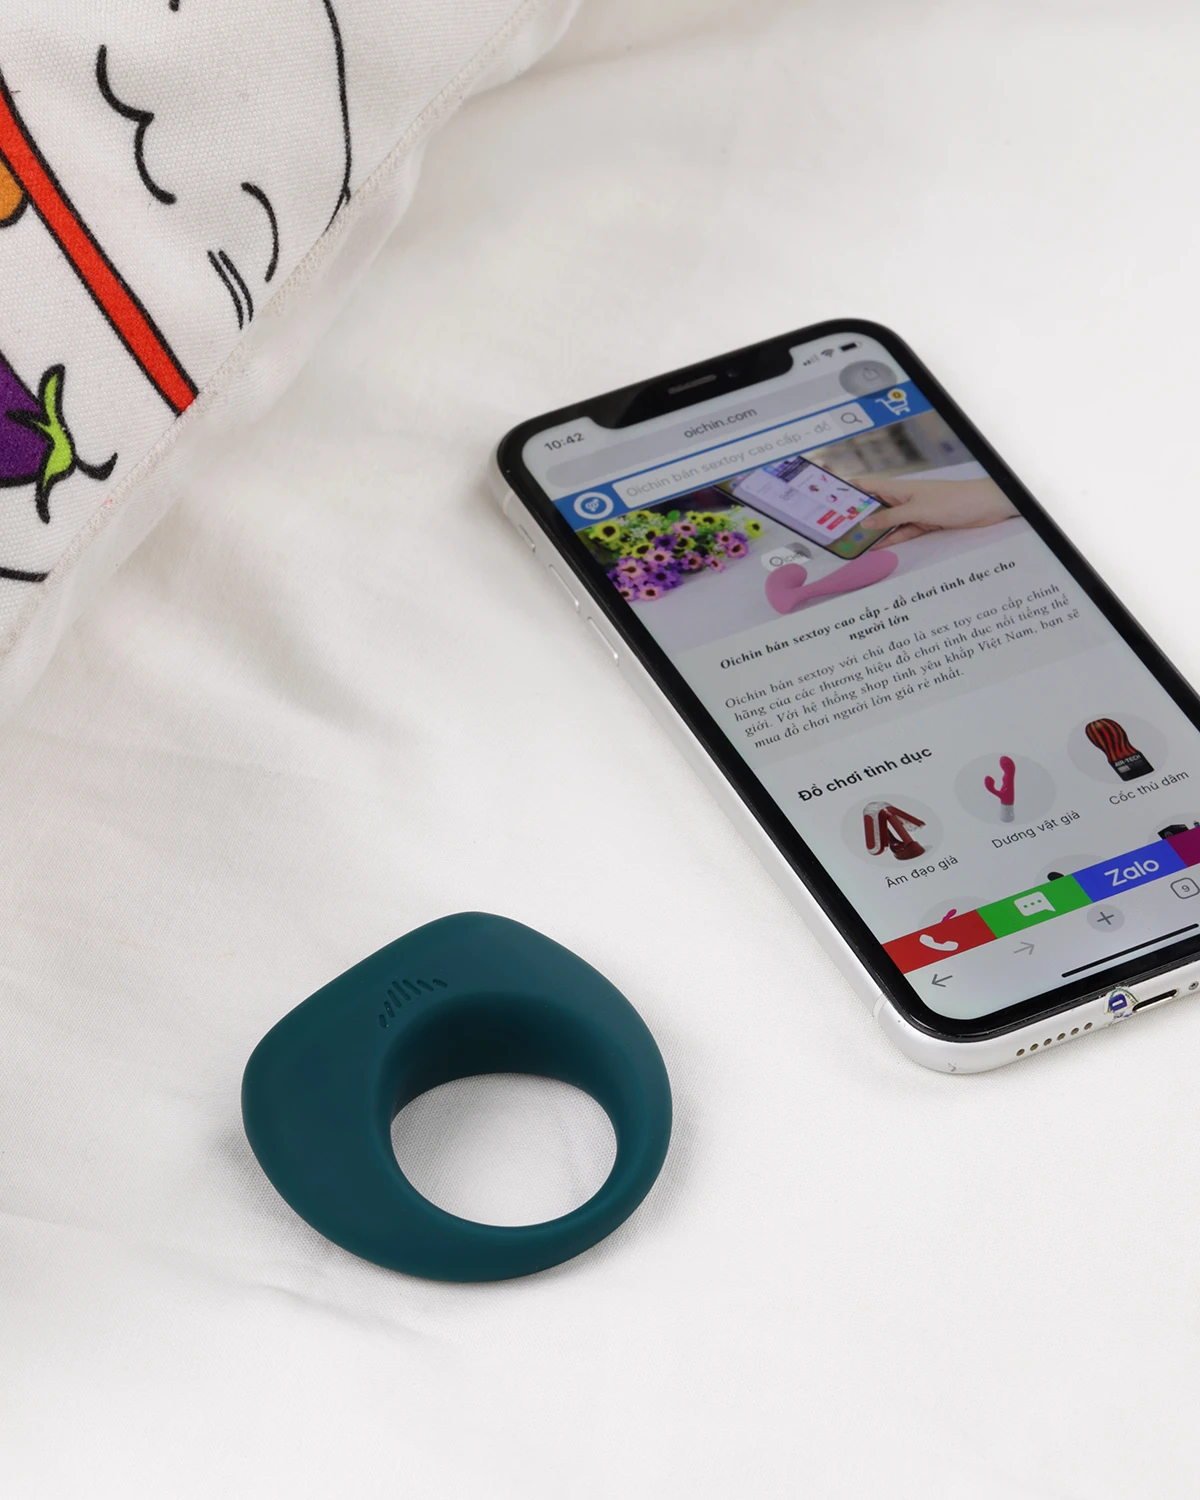 10:42
oichin.com
Oichin bán sextoy cao cấp - đồ
0
Oichin bán sextoy cao cấp - đồ chơi tình dục cho
người lớn
Oichin bán sextoy với chủ đạo là sex toy cao cấp chính
hãng của các thương hiệu đồ chơi tình dục nổi tiếng thế
giới. Với hệ thống shop tình yêu khắp Việt Nam, bạn sẽ
mua đồ chơi người lớn giá rẻ nhất.
Đồ chơi tình dục
Âm đạo giả
Dương vật giả
Cốc thủ dâm
AIR-TECH
Zalo
9